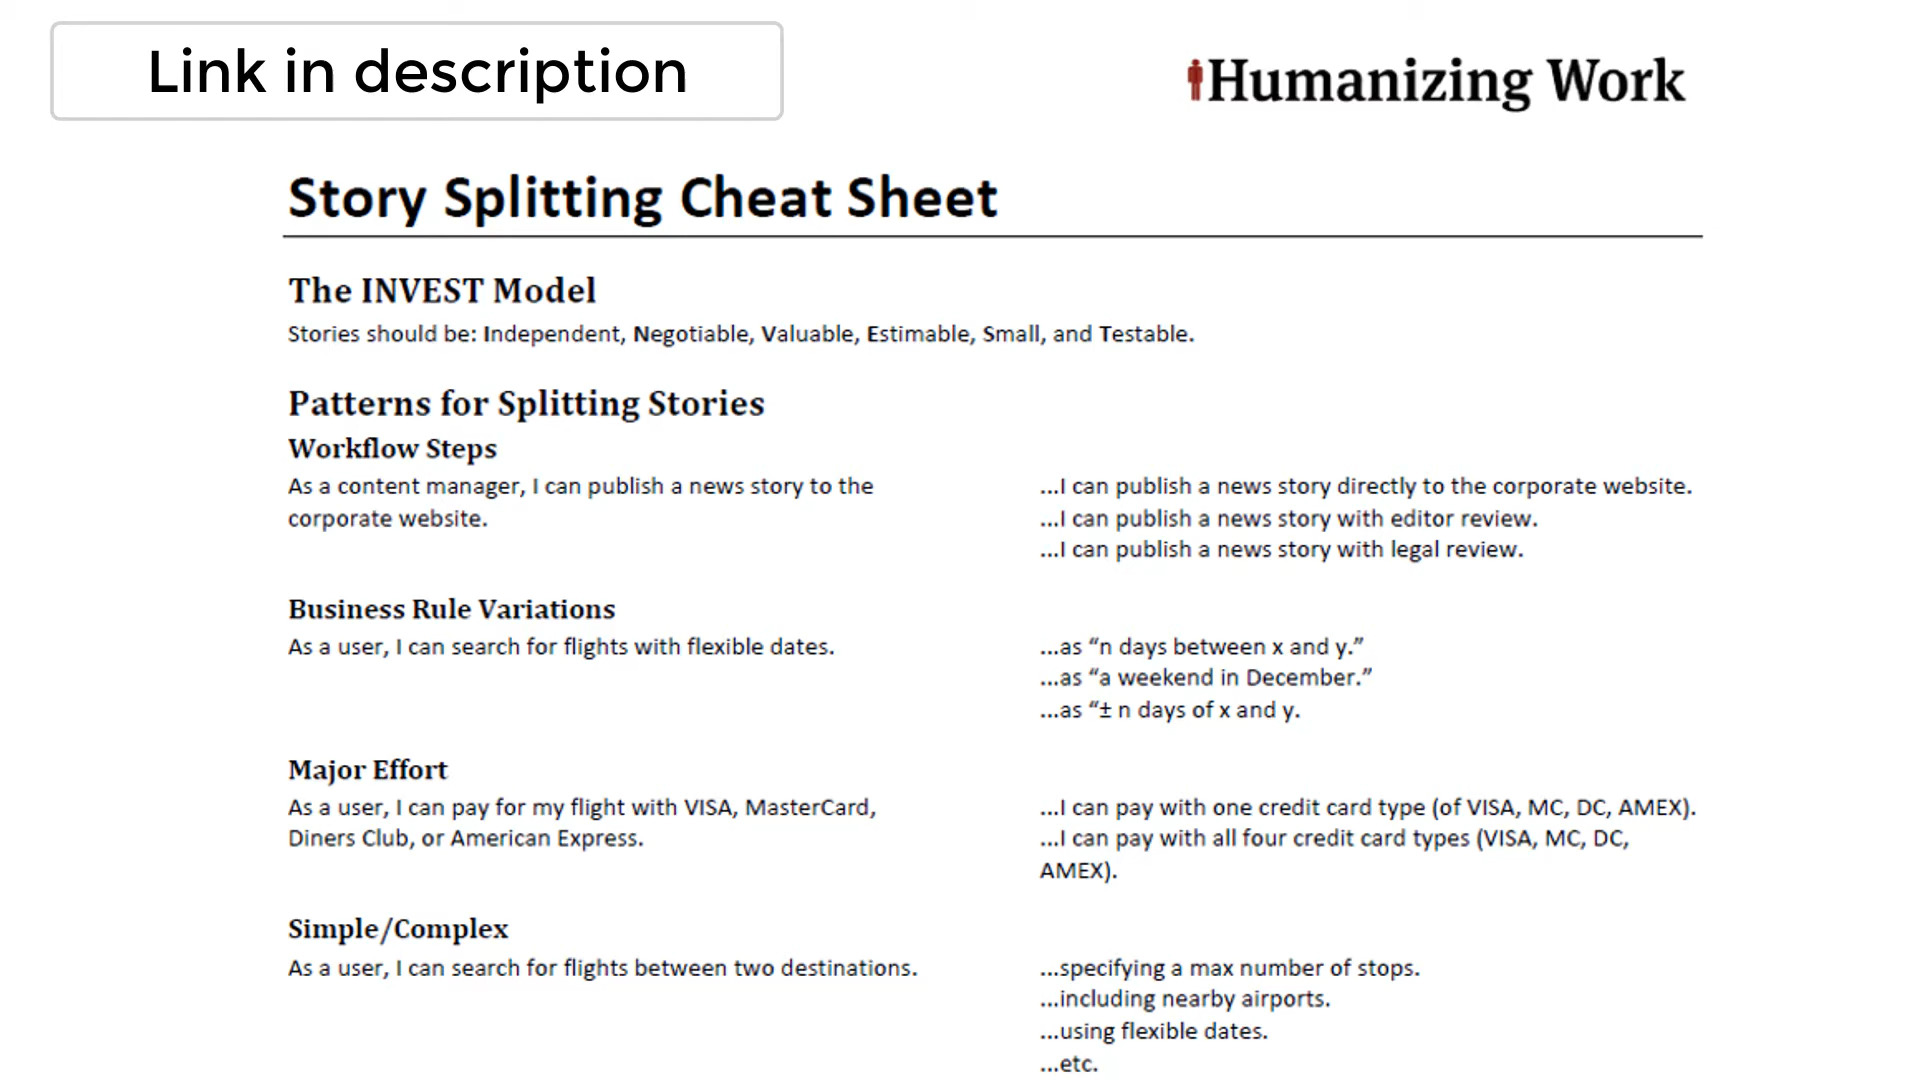 Link in description
Humanizing Work
Story Splitting Cheat Sheet
The INVEST Model
Stories should be: Independent, Negotiable, Valuable, Estimable, Small, and Testable.
Patterns for Splitting Stories
Workflow Steps
As a content manager, I can publish a news story to the
corporate website.
...I can publish a news story directly to the corporate website.
...I can publish a news story with editor review.
...I can publish a news story with legal review.
Business Rule Variations
As a user, I can search for flights with flexible dates.
...as “n days between x and y.”
...as “a weekend in December.”
...as “± n days of x and y.
Major Effort
As a user, I can pay for my flight with VISA, MasterCard,
Diners Club, or American Express.
...I can pay with one credit card type (of VISA, MC, DC, AMEX).
...I can pay with all four credit card types (VISA, MC, DC,
AMEX).
Simple/Complex
As a user, I can search for flights between two destinations.
...specifying a max number of stops.
...including nearby airports.
...using flexible dates.
...etc.